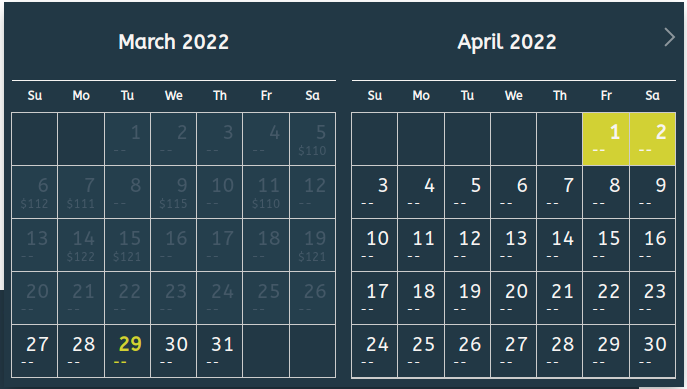 March 2022 April 2022
Su Mo Tu We Th Fr Sa Su Mo Tu We Th Fr Sa
1 2 3 4 5 1 2
-- -- -- -- $110 -- --
6 7 8 9 10 11 12 3 4 5 6 7 8 9
$112 $111 -- $115 -- $110 -- -- -- -- -- -- -- --
13 14 15 16 17 18 19 10 11 12 13 14 15 16
-- $122 $121 -- -- -- $121 -- -- -- -- -- -- --
20 21 22 23 24 25 26 17 18 19 20 21 22 23
-- -- -- -- -- -- -- -- -- -- -- -- -- --
27 28 29 30 31 24 25 26 27 28 29 30
-- -- -- -- -- -- -- -- -- -- -- --